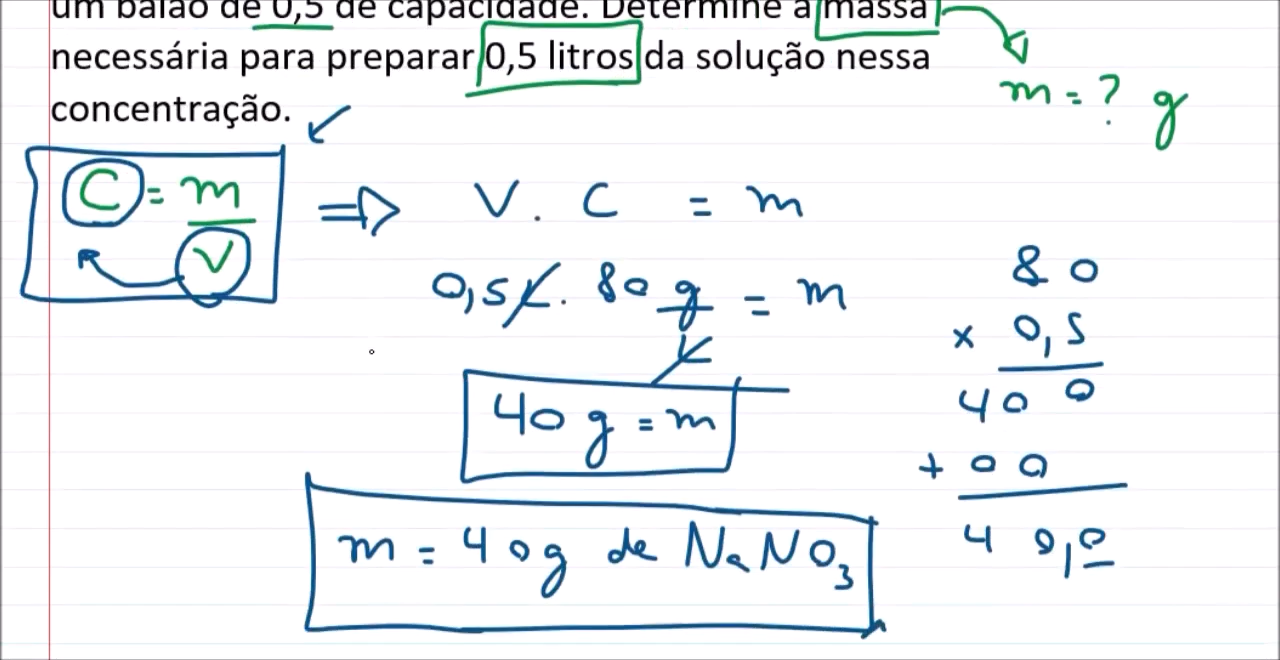 um balão de 0,5 de capacidade. Determine a massa
necessária para preparar 0,5 litros da solução nessa
concentração.
m = ? g
C = m
V
⇒ V . C = m
0,5 L . 80 g = m
40 g = m
m = 40g de NaNO3
80
x 0,5
400
+ 00
40,0